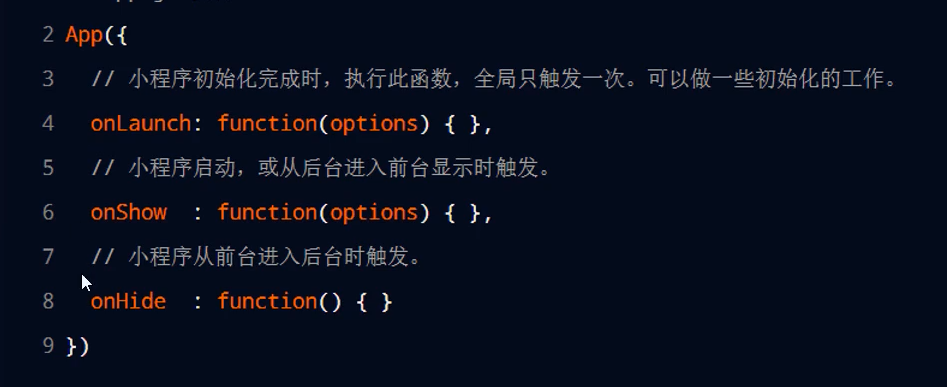 2 App({
3 // 小程序初始化完成时，执行此函数，全局只触发一次。可以做一些初始化的工作。
4 onLaunch: function(options) { },
5 // 小程序启动，或从后台进入前台显示时触发。
6 onShow  : function(options) { },
7 // 小程序从前台进入后台时触发。
8 onHide  : function() { }
9 })